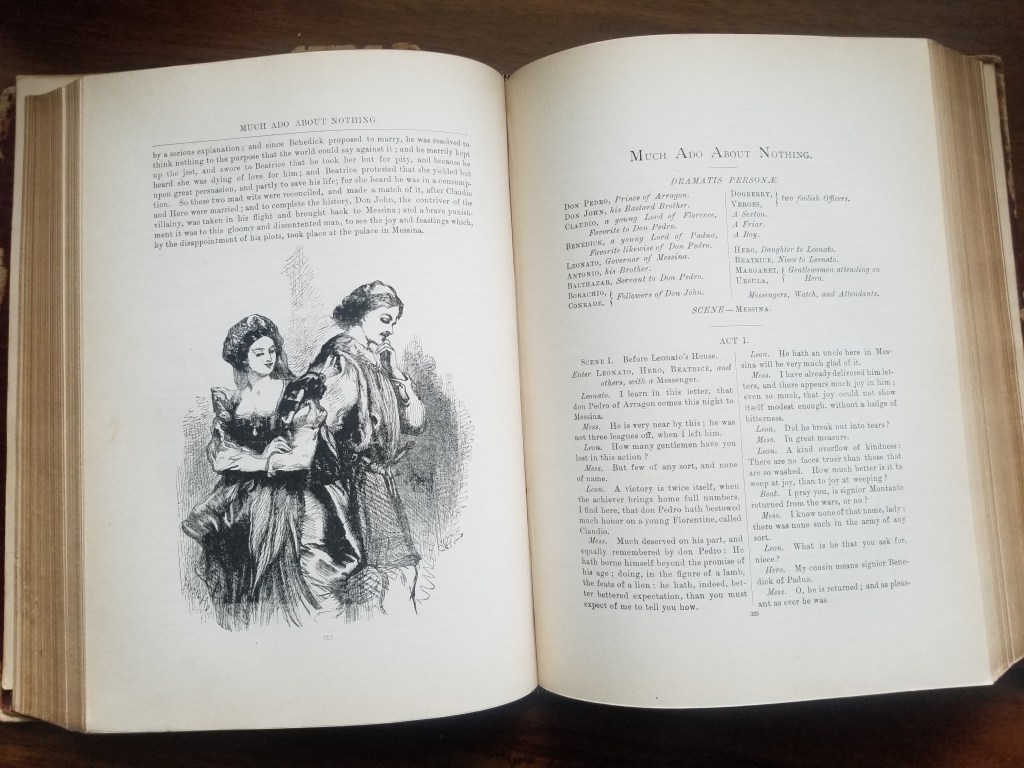 MUCH ADO ABOUT NOTHING
by a serious explanation; and since Benedick proposed to marry, he was resolved to
think nothing to the purpose that the world could say against it; and he merrily kept
up the jest, and swore to Beatrice that he took her but for pity, and because he
heard she was dying of love for him; and Beatrice protested that she yielded but
upon great persuasion, and partly to save his life; for she heard he was in a consump-
tion. So these two mad wits were reconciled, and made a match of it, after Claudio
and Hero were married; and to complete the history, Don John, the contriver of the
villainy, was taken in his flight and brought back to Messina; and a brave punish-
ment it was to this gloomy and discontented man, to see the joy and feastings which,
by the disappointment of his plots, took place at the palace in Messina.
MUCH ADO ABOUT NOTHING.
DRAMATIS PERSONÆ.
DON PEDRO, Prince of Arragon.
DON JOHN, his Bastard Brother.
CLAUDIO, a young Lord of Florence,
Favorite to Don Pedro.
BENEDICK, a young Lord of Padua,
Favorite likewise of Don Pedro.
LEONATO, Governor of Messina.
ANTONIO, his Brother.
BALTHAZAR, Servant to Don Pedro.
BORACHIO, } Followers of Don John.
CONRADE,
DOGBERRY, } two foolish Officers.
VERGES,
A Sexton.
A Friar.
A Boy.
HERO, Daughter to Leonato.
BEATRICE, Niece to Leonato.
MARGARET, } Gentlewomen attending on
URSULA, Hero.
Messengers, Watch, and Attendants.
SCENE—MESSINA.
ACT I.
SCENE I. Before Leonato's House.
Enter LEONATO, HERO, BEATRICE, and
others, with a Messenger.
Leonato. I learn in this letter, that
don Pedro of Arragon comes this night to
Messina.
Mess. He is very near by this; he was
not three leagues off, when I left him.
Leon. How many gentlemen have you
lost in this action?
Mess. But few of any sort, and none
of name.
Leon. A victory is twice itself, when
the achiever brings home full numbers.
I find here, that don Pedro hath bestowed
much honor on a young Florentine, called
Claudio.
Mess. Much deserved on his part, and
equally remembered by don Pedro: He
hath borne himself beyond the promise of
his age; doing, in the figure of a lamb,
the feats of a lion: he hath, indeed, bet-
ter bettered expectation, than you must
expect of me to tell you how.
Leon. He hath an uncle here in Mes-
sina will be very much glad of it.
Mess. I have already delivered him let-
ters, and there appears much joy in him;
even so much, that joy could not show
itself modest enough, without a badge of
bitterness.
Leon. Did he break out into tears?
Mess. In great measure.
Leon. A kind overflow of kindness:
There are no faces truer than those that
are so washed. How much better is it to
weep at joy, than to joy at weeping?
Beat. I pray you, is signior Montanto
returned from the wars, or no?
Mess. I know none of that name, lady:
there was none such in the army of any
sort.
Leon. What is he that you ask for,
niece?
Hero. My cousin means signior Bene-
dick of Padua.
Mess. O, he is returned; and as pleas-
ant as ever he was.